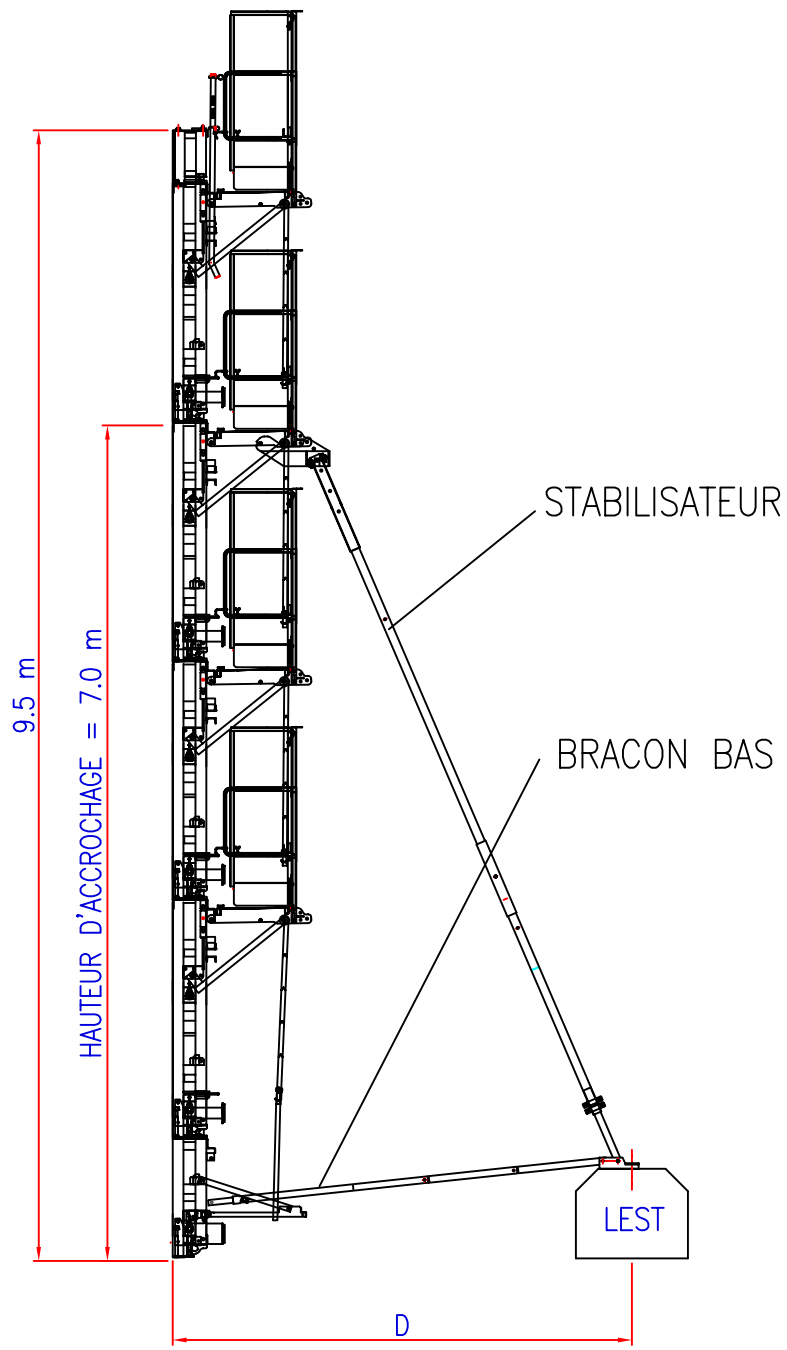 STABILISATEUR
9.5 m
HAUTEUR D'ACCROCHAGE = 7.0 m
BRACON BAS
LEST
D